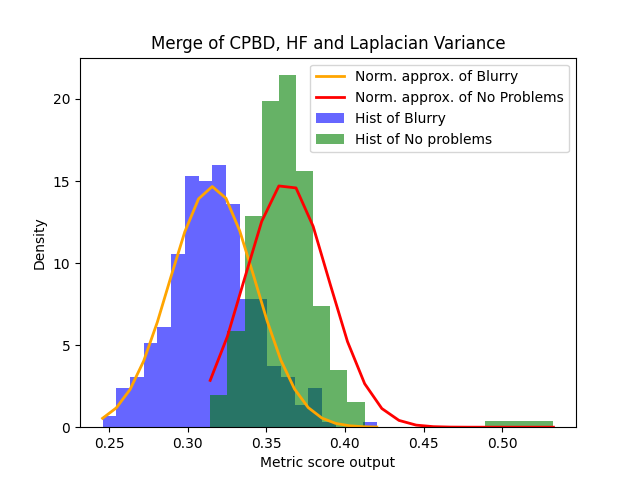 Merge of CPBD, HF and Laplacian Variance
Norm. approx. of Blurry
Norm. approx. of No Problems
Hist of Blurry
Hist of No problems
Density
20
15
10
5
0
0.25 0.30 0.35 0.40 0.45 0.50
Metric score output